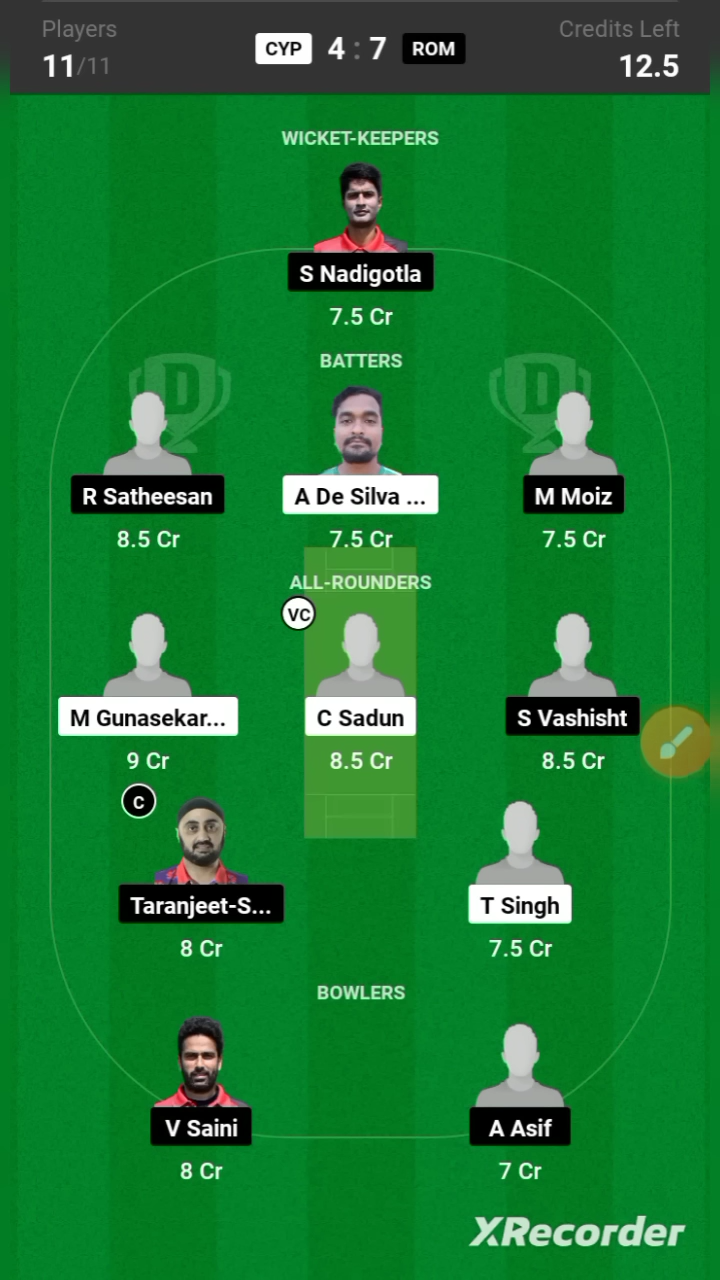 Players
Credits Left
11/11
CYP 4 : 7 ROM
12.5
WICKET-KEEPERS
S Nadigotla
7.5 Cr
BATTERS
D D
R Satheesan
A De Silva ...
M Moiz
8.5 Cr
7.5 Cr
7.5 Cr
ALL-ROUNDERS
VC
M Gunasekar...
C Sadun
S Vashisht
9 Cr
8.5 Cr
8.5 Cr
C
Taranjeet-S...
T Singh
8 Cr
7.5 Cr
BOWLERS
V Saini
A Asif
8 Cr
7 Cr
XRecorder